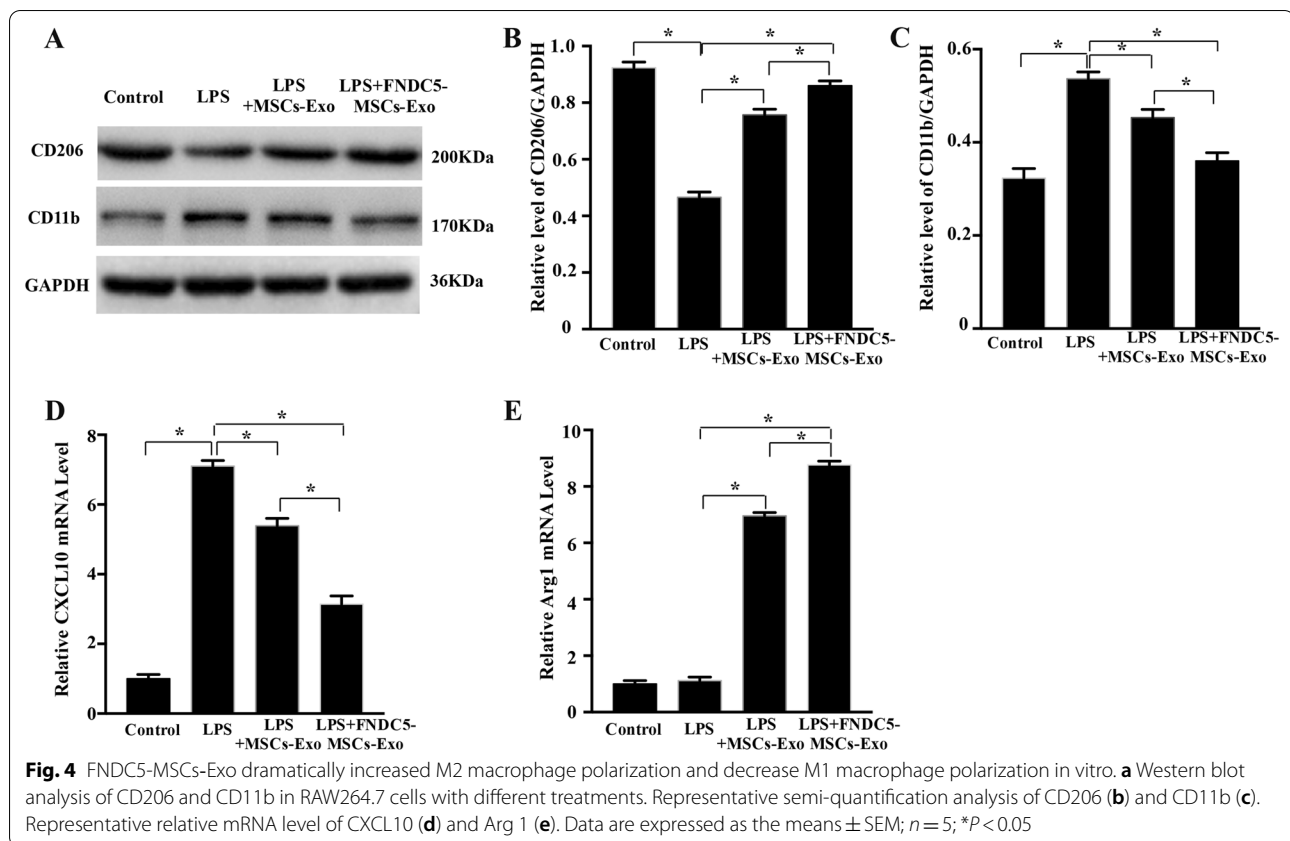 A
Control
LPS
LPS
+MSCs-Exo
LPS+FNDC5-
MSCs-Exo
CD206
200KDa
CD11b
170KDa
GAPDH
36KDa
B
Relative level of CD206/GAPDH
1.0
0.8
0.6
0.4
0.2
0
*
*
*
*
Control
LPS
LPS
+MSCs-Exo
LPS+FNDC5-
MSCs-Exo
C
Relative level of CD11b/GAPDH
0.6
0.4
0.2
0
*
*
*
*
Control
LPS
LPS
+MSCs-Exo
LPS+FNDC5-
MSCs-Exo
D
Relative CXCL10 mRNA Level
8
6
4
2
0
*
*
*
*
Control
LPS
LPS
+MSCs-Exo
LPS+FNDC5-
MSCs-Exo
E
Relative Arg1 mRNA Level
10
8
6
4
2
0
*
*
*
Control
LPS
LPS
+MSCs-Exo
LPS+FNDC5-
MSCs-Exo
Fig. 4 FNDC5-MSCs-Exo dramatically increased M2 macrophage polarization and decrease M1 macrophage polarization in vitro. a Western blot
analysis of CD206 and CD11b in RAW264.7 cells with different treatments. Representative semi-quantification analysis of CD206 (b) and CD11b (c).
Representative relative mRNA level of CXCL10 (d) and Arg 1 (e). Data are expressed as the means ± SEM; n = 5; *P < 0.05